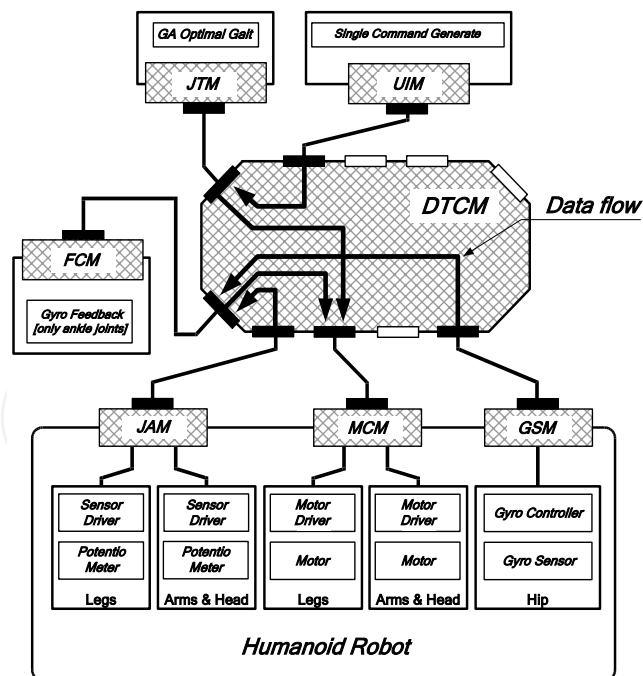 GA Optimal Gait
Single Command Generate
JTM
UIM
DTCM
Data flow
FCM
Gyro Feedback
[only ankle joints]
JAM
MCM
GSM
Sensor
Driver
Potentio
Meter
Legs
Sensor
Driver
Potentio
Meter
Arms & Head
Motor
Driver
Motor
Legs
Motor
Driver
Motor
Arms & Head
Gyro Controller
Gyro Sensor
Hip
Humanoid Robot